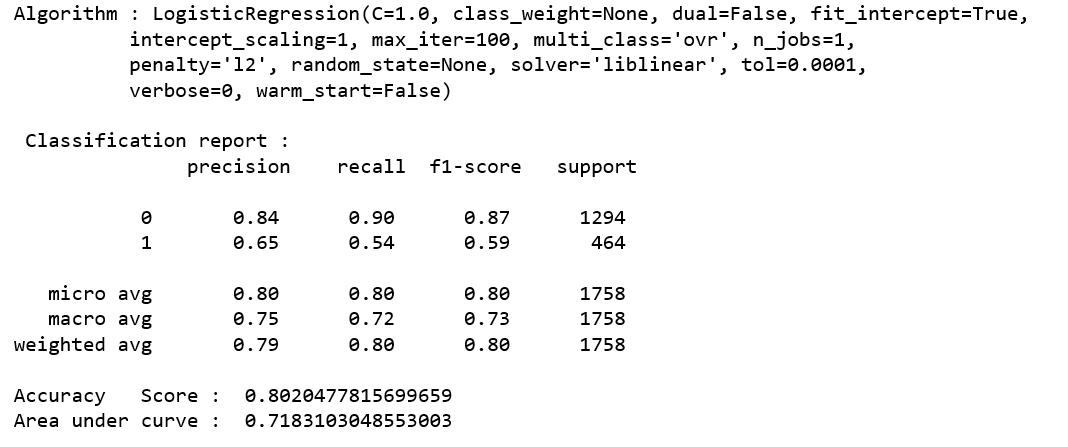 Algorithm : LogisticRegression(C=1.0, class_weight=None, dual=False, fit_intercept=True,
intercept_scaling=1, max_iter=100, multi_class='ovr', n_jobs=1,
penalty='l2', random_state=None, solver='liblinear', tol=0.0001,
verbose=0, warm_start=False)
Classification report :
precision recall f1-score support
0 0.84 0.90 0.87 1294
1 0.65 0.54 0.59 464
micro avg 0.80 0.80 0.80 1758
macro avg 0.75 0.72 0.73 1758
weighted avg 0.79 0.80 0.80 1758
Accuracy Score : 0.8020477815699659
Area under curve : 0.7183103048553003